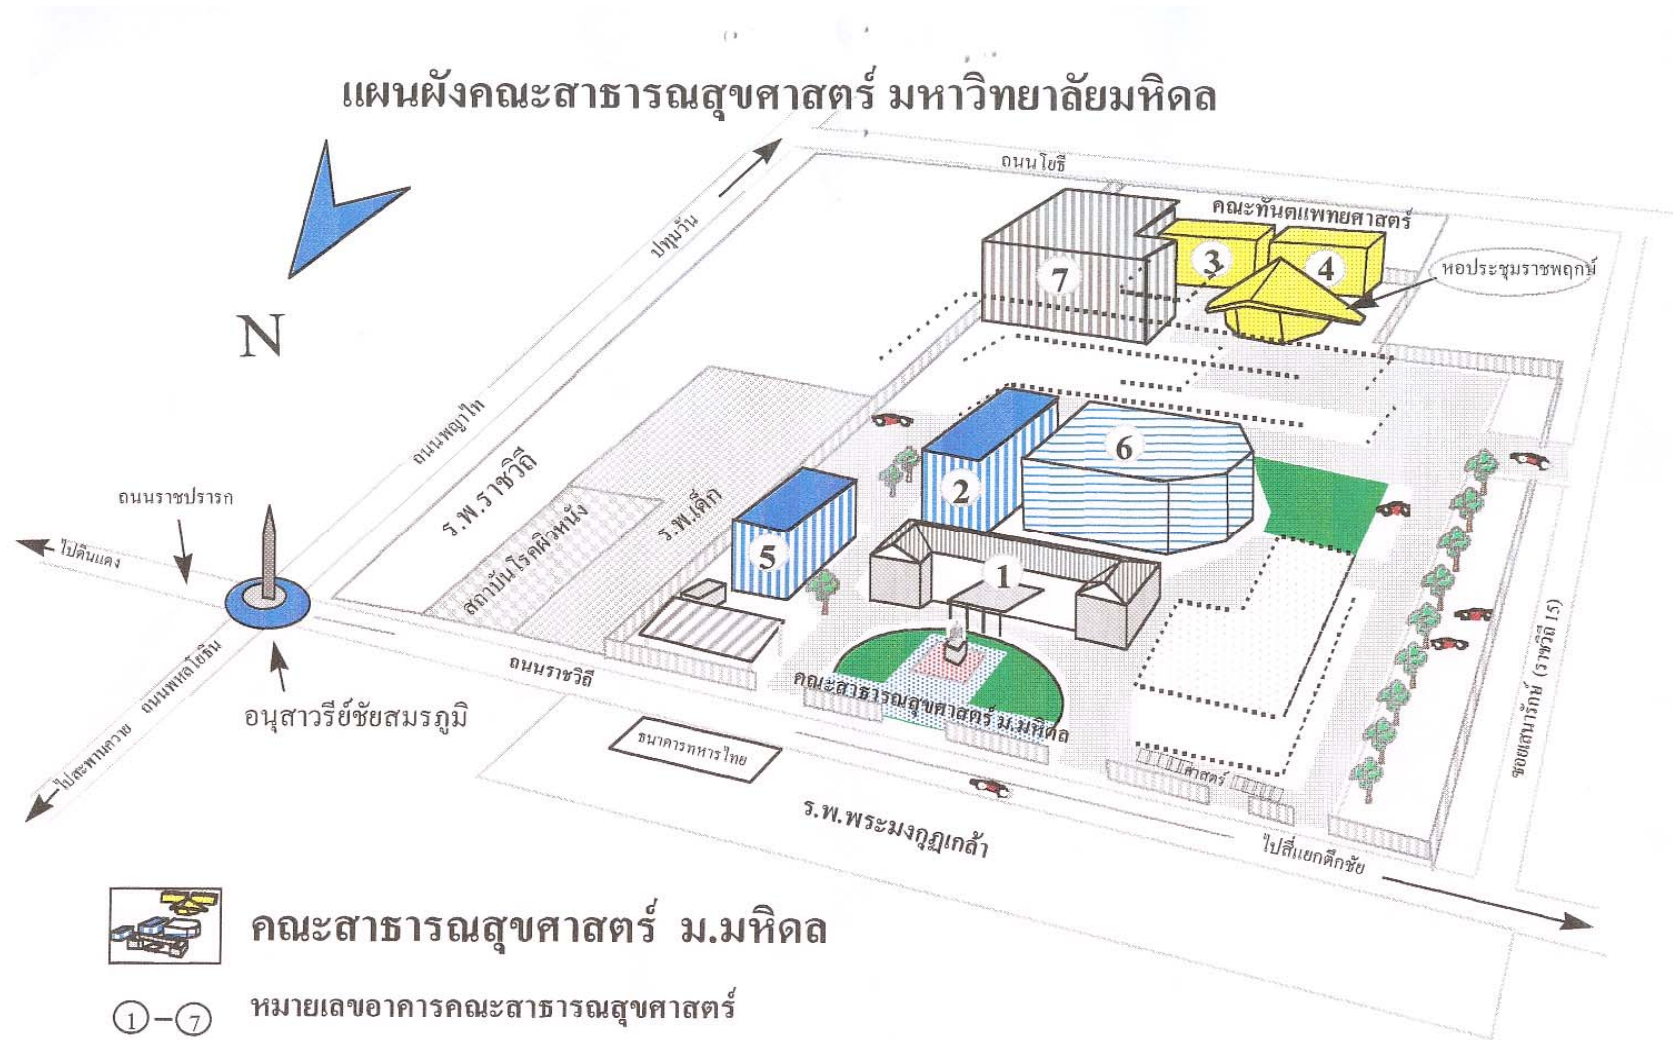 แผนผังคณะสาธารณสุขศาสตร์ มหาวิทยาลัยมหิดล
ถนนโยธี
คณะทันตแพทยศาสตร์
ปทุมวัน
3
4
7
หอประชุมราชพฤกษ์
N
ถนนพญาไท
6
ร.พ.ราชวิถี
2
ถนนราชปรารภ
ร.พ.เด็ก
สถาบันโรคผิวหนัง
ไปดินแดง
5
1
ถนนราชวิถี
ถนนพหลโยธิน
ไปสะพานควาย
อนุสาวรีย์ชัยสมรภูมิ
คณะสาธารณสุขศาสตร์ ม.มหิดล
ซอยเสนารักษ์ (ราชวิถี 15)
ธนาคารทหารไทย
ศาสตร์
ร.พ.พระมงกุฎเกล้า
ไปสี่แยกตึกชัย
คณะสาธารณสุขศาสตร์ ม.มหิดล
1-7 หมายเลขอาคารคณะสาธารณสุขศาสตร์